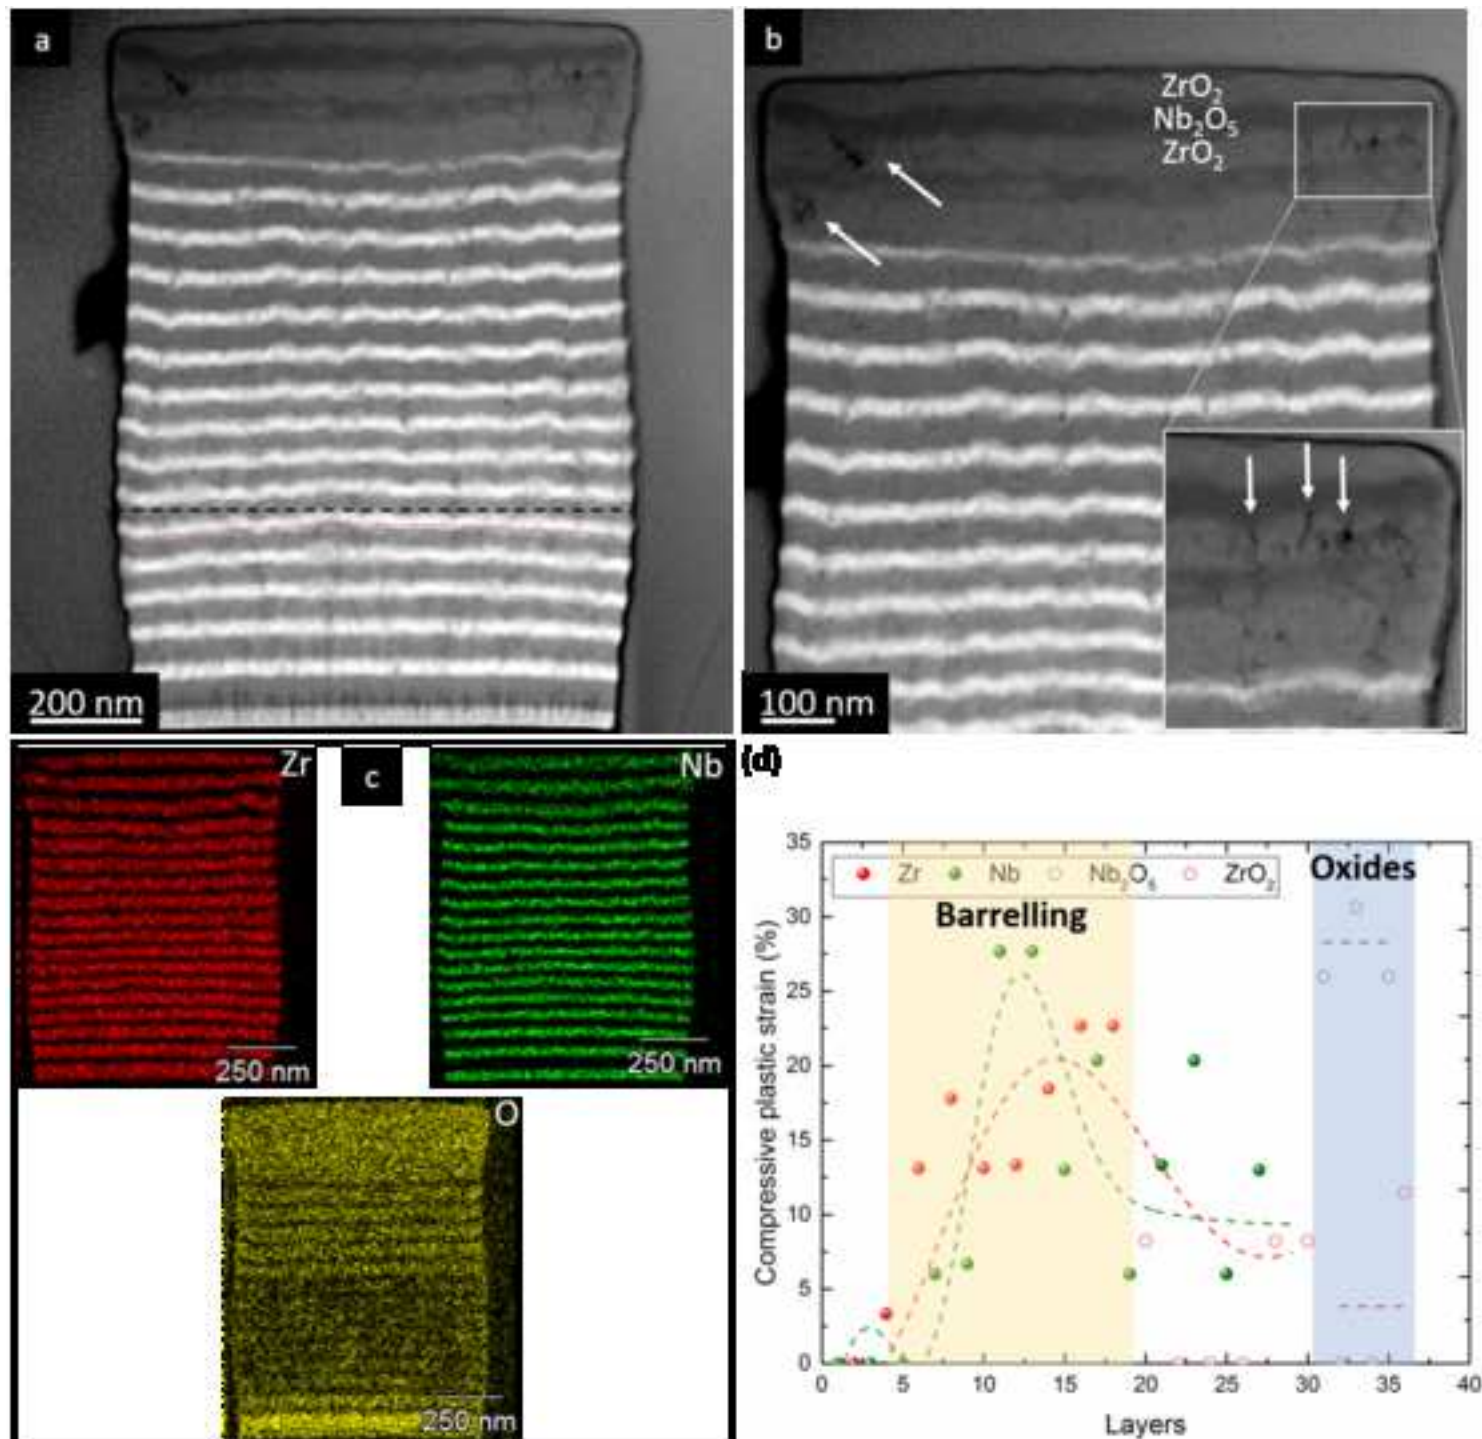 a
200 nm
b
ZrO₂
Nb₂O₅
ZrO₂
100 nm
Zr
250 nm
c
Nb
250 nm
O
250 nm
(d)
Compressive plastic strain (%)
35
30
25
20
15
10
5
0
Zr Nb Nb₂O₅ ZrO₂
Barrelling
Oxides
0 5 10 15 20 25 30 35 40
Layers